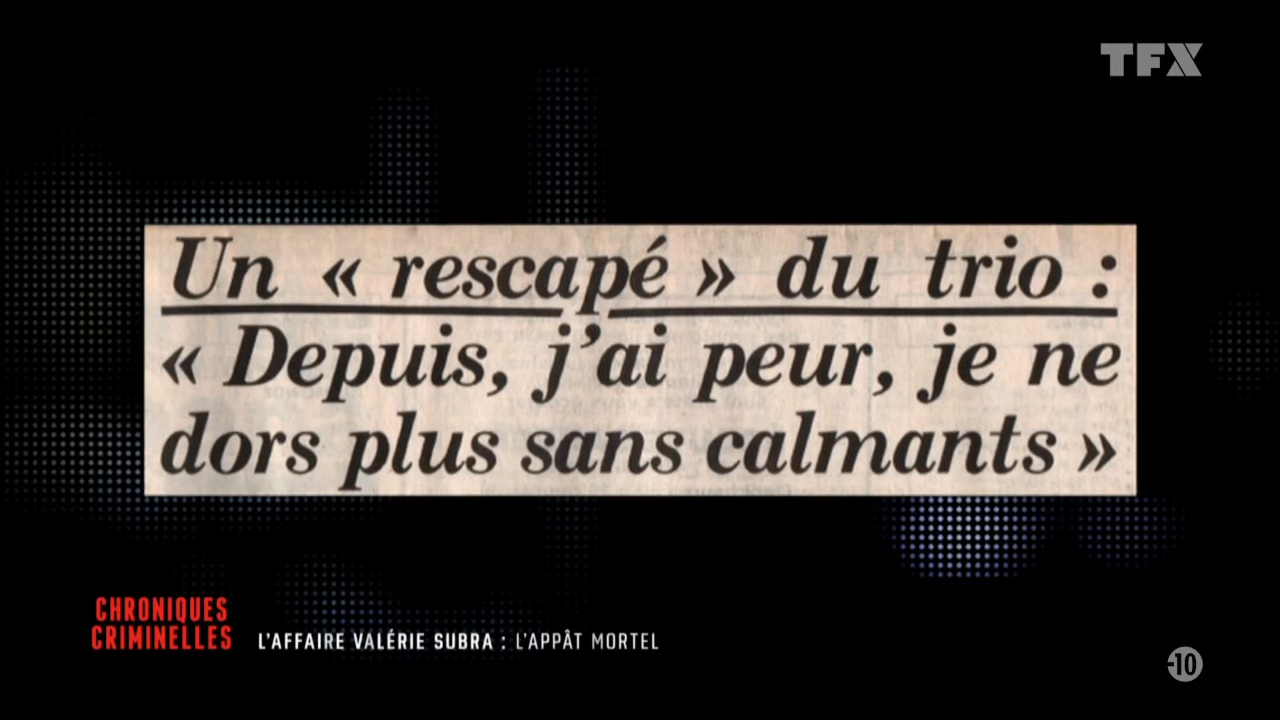 TFX
Un « rescapé » du trio :
« Depuis, j'ai peur, je ne
dors plus sans calmants »
CHRONIQUES
CRIMINELLES
L'AFFAIRE VALÉRIE SUBRA : L'APPÂT MORTEL
-10